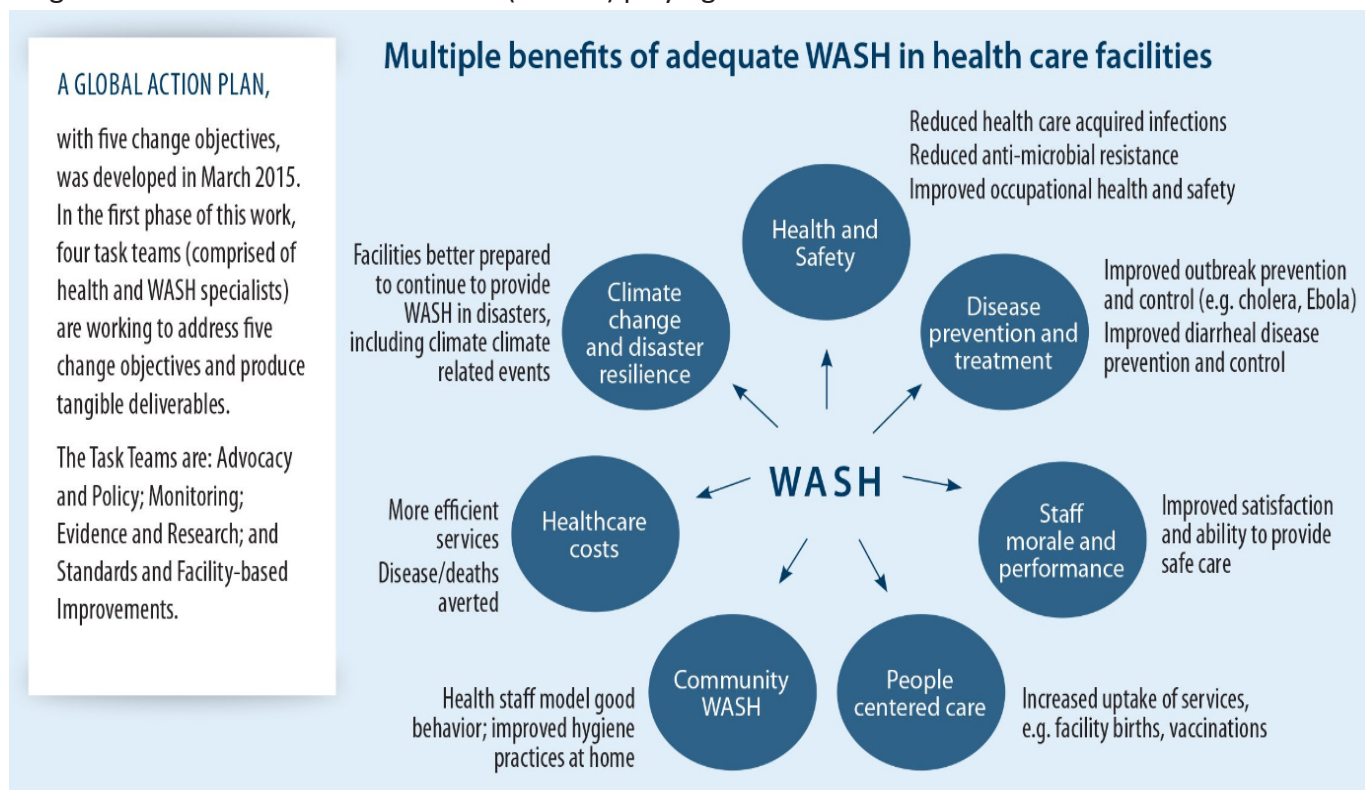 A GLOBAL ACTION PLAN,
with five change objectives,
was developed in March 2015.
In the first phase of this work,
four task teams (comprised of
health and WASH specialists)
are working to address five
change objectives and produce
tangible deliverables.
The Task Teams are: Advocacy
and Policy; Monitoring;
Evidence and Research; and
Standards and Facility-based
Improvements.
Multiple benefits of adequate WASH in health care facilities
Health and
Safety
Reduced health care acquired infections
Reduced anti-microbial resistance
Improved occupational health and safety
Disease
prevention and
treatment
Improved outbreak prevention
and control (e.g. cholera, Ebola)
Improved diarrheal disease
prevention and control
Staff
morale and
performance
Improved satisfaction
and ability to provide
safe care
People
centered care
Increased uptake of services,
e.g. facility births, vaccinations
Community
WASH
Health staff model good
behavior; improved hygiene
practices at home
Healthcare
costs
More efficient
services
Disease/deaths
averted
Climate
change
and disaster
resilience
Facilities better prepared
to continue to provide
WASH in disasters,
including climate climate
related events
WASH